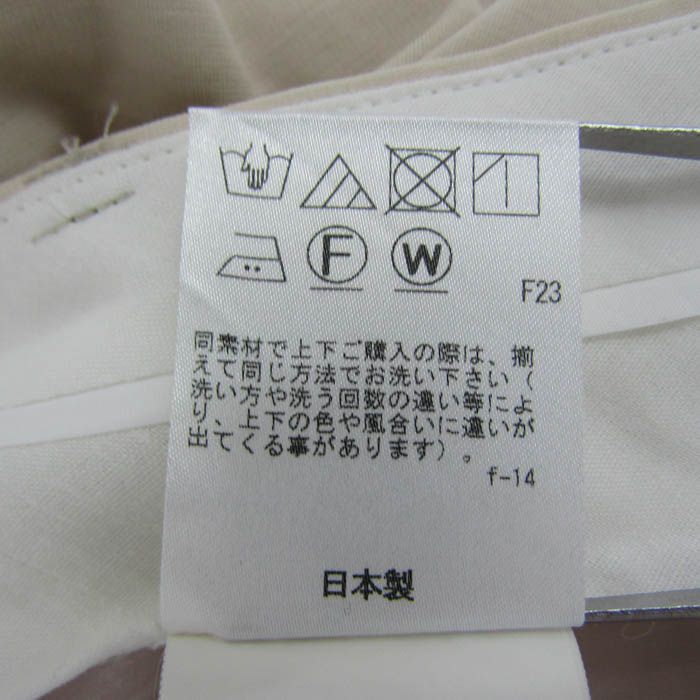 F W
F23
同素材で上下ご購入の際は、揃
えて同じ方法でお洗い下さい（
洗い方や洗う回数の違い等によ
り、上下の色や風合いに違いが
出てくる事があります）。
f-14
日本製